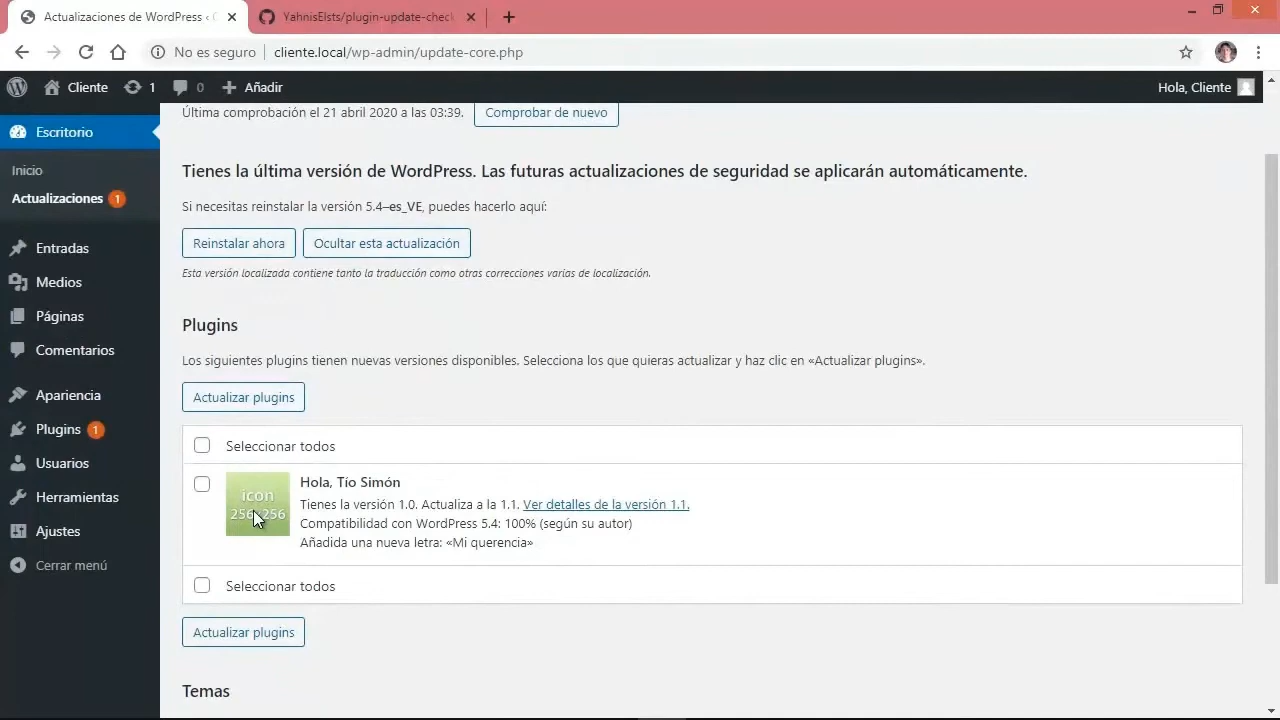 Actualizaciones de WordPress ‹ C
YahnisElsts/plugin-update-check
No es seguro
cliente.local/wp-admin/update-core.php
Cliente
1
0
Añadir
Hola, Cliente
Escritorio
Inicio
Actualizaciones 1
Entradas
Medios
Páginas
Comentarios
Apariencia
Plugins 1
Usuarios
Herramientas
Ajustes
Cerrar menú
Última comprobación el 21 abril 2020 a las 03:39.
Comprobar de nuevo
Tienes la última versión de WordPress. Las futuras actualizaciones de seguridad se aplicarán automáticamente.
Si necesitas reinstalar la versión 5.4–es_VE, puedes hacerlo aquí:
Reinstalar ahora
Ocultar esta actualización
Esta versión localizada contiene tanto la traducción como otras correcciones varias de localización.
Plugins
Los siguientes plugins tienen nuevas versiones disponibles. Selecciona los que quieras actualizar y haz clic en «Actualizar plugins».
Actualizar plugins
Seleccionar todos
icon
256×256
Hola, Tío Simón
Tienes la versión 1.0. Actualiza a la 1.1. Ver detalles de la versión 1.1.
Compatibilidad con WordPress 5.4: 100% (según su autor)
Añadida una nueva letra: «Mi querencia»
Seleccionar todos
Actualizar plugins
Temas